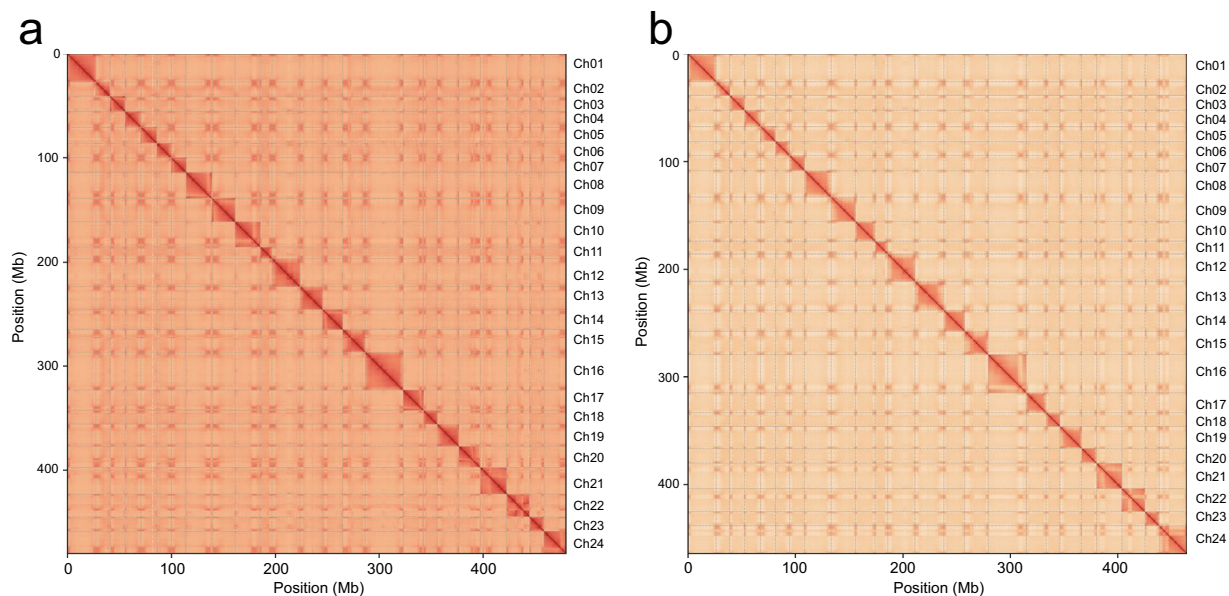 a
0
100
200
300
400
Position (Mb)
Ch01
Ch02
Ch03
Ch04
Ch05
Ch06
Ch07
Ch08
Ch09
Ch10
Ch11
Ch12
Ch13
Ch14
Ch15
Ch16
Ch17
Ch18
Ch19
Ch20
Ch21
Ch22
Ch23
Ch24
0 100 200 300 400
Position (Mb)
b
0
100
200
300
400
Position (Mb)
Ch01
Ch02
Ch03
Ch04
Ch05
Ch06
Ch07
Ch08
Ch09
Ch10
Ch11
Ch12
Ch13
Ch14
Ch15
Ch16
Ch17
Ch18
Ch19
Ch20
Ch21
Ch22
Ch23
Ch24
0 100 200 300 400
Position (Mb)